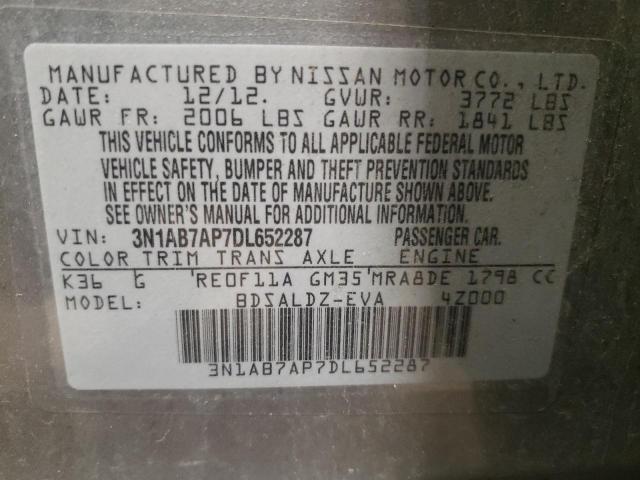 MANUFACTURED BY NISSAN MOTOR CO., LTD.
DATE: 12/12. GVWR: 3772 LBS
GAWR FR: 2006 LBS GAWR RR: 1841 LBS
THIS VEHICLE CONFORMS TO ALL APPLICABLE FEDERAL MOTOR
VEHICLE SAFETY, BUMPER AND THEFT PREVENTION STANDARDS
IN EFFECT ON THE DATE OF MANUFACTURE SHOWN ABOVE.
SEE OWNER'S MANUAL FOR ADDITIONAL INFORMATION.
VIN: 3N1AB7AP7DL652287 PASSENGER CAR.
COLOR TRIM TRANS AXLE ENGINE
K36 G RE0F11A GM35 MRA8DE 1798 CC
MODEL: BDSALDZ-EVA 4Z000
3N1AB7AP7DL652287